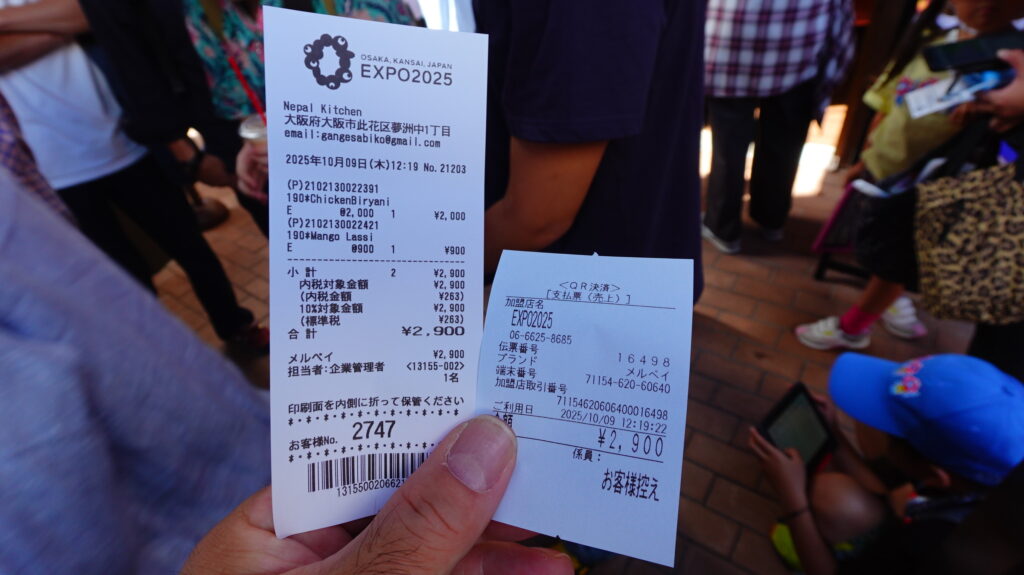 OSAKA, KANSAI, JAPAN
EXPO2025
Nepal Kitchen
大阪府大阪市此花区夢洲中1丁目
email:gangesabiko@gmail.com
2025年10月09日(木)12:19 No.21203
(P)2102130022391
190*ChickenBiryani
E @2,000 1 ¥2,000
(P)2102130022421
190*Mango Lassi
E @900 1 ¥900
小 計 2 ¥2,900
内税対象金額 ¥2,900
(内税金額 ¥263)
10%対象金額 ¥2,900
(標準税 ¥263)
合 計 ¥2,900
メルペイ ¥2,900
担当者:企業管理者 <13155-002>
1名
印刷面を内側に折って保管ください
*-*-*-*-*-*-*-*-*-*-*-*-*-*-*
お客様No. 2747
*-*-*-*-*-*-*-*-*-*-*-*-*-*-*
<QR決済>
[支払票(売上)]
加盟店名
EXPO2025
06-6625-8685
伝票番号 16498
ブランド メルペイ
端末番号 71154-620-60640
加盟店取引番号
71154620606400016498
ご利用日 2025/10/09 12:19:22
金額 ¥2,900
係員:
お客様控え